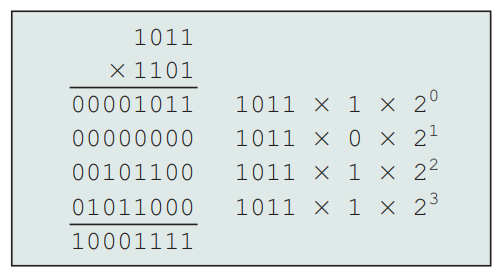 1011
×1101
00001011 1011 × 1 × 2⁰
00000000 1011 × 0 × 2¹
00101100 1011 × 1 × 2²
01011000 1011 × 1 × 2³
10001111